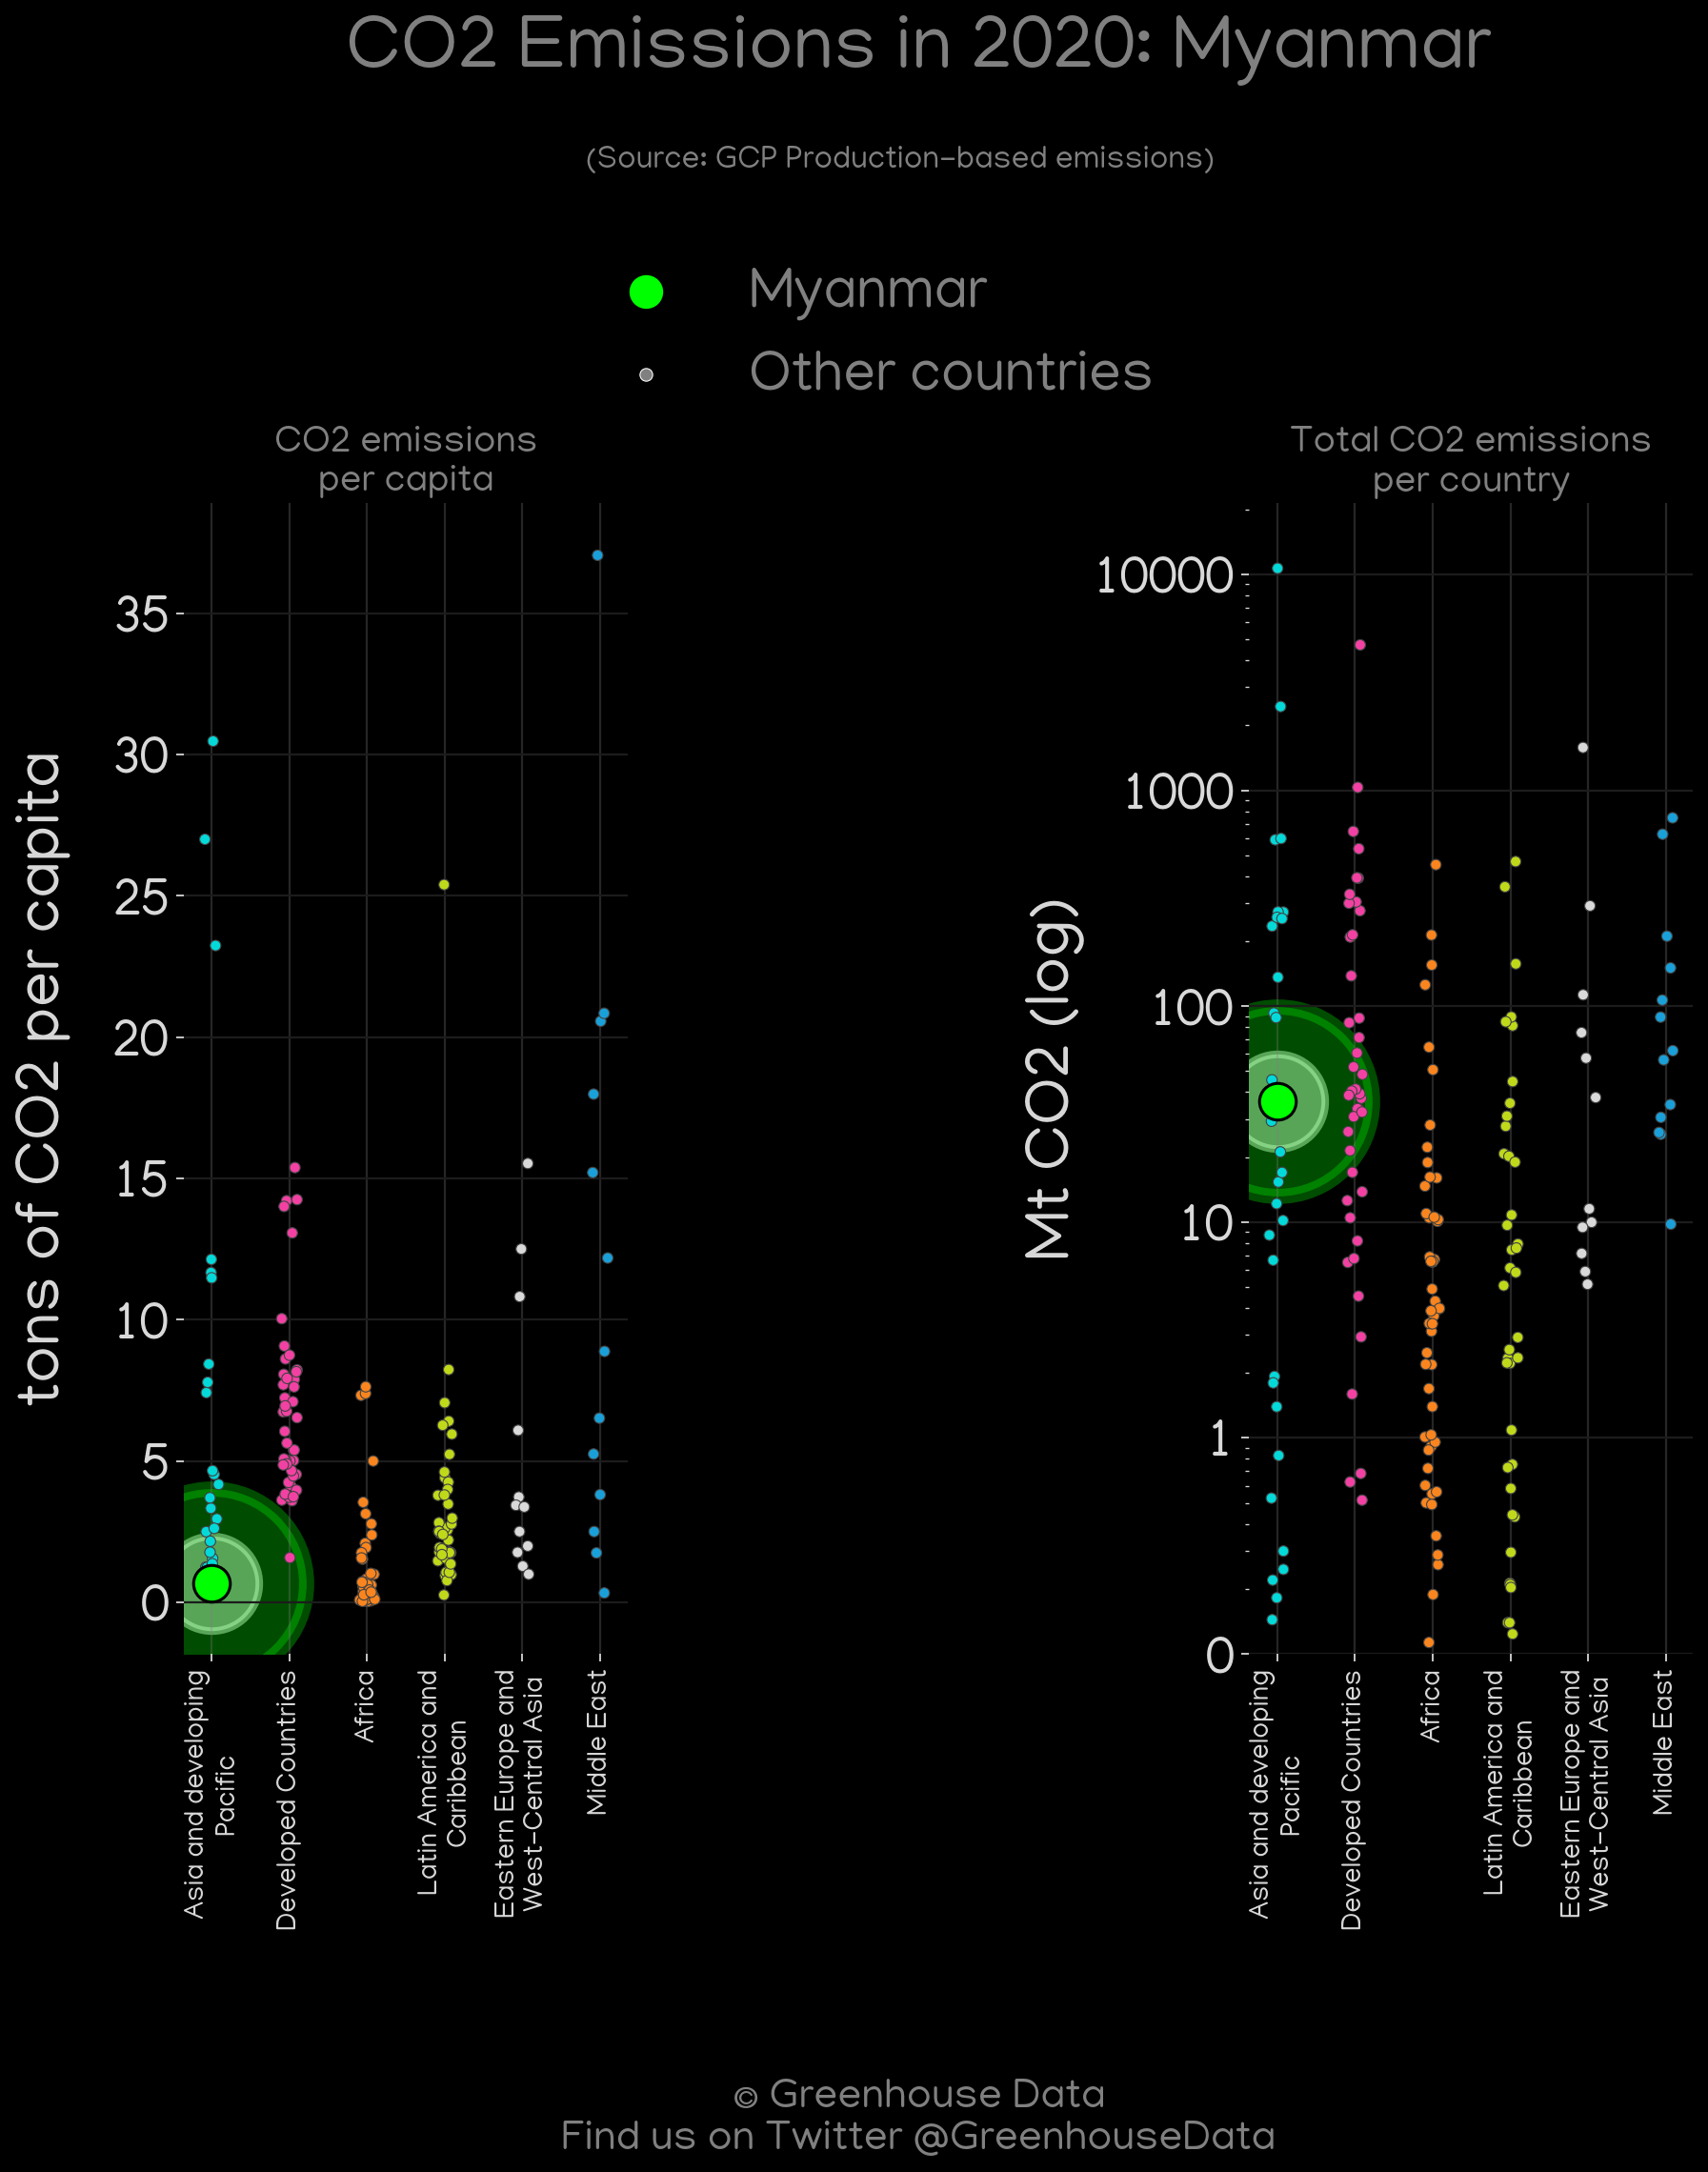 CO2 Emissions in 2020: Myanmar
(Source: GCP Production-based emissions)
Myanmar
Other countries
CO2 emissions
per capita
tons of CO2 per capita
35
30
25
20
15
10
5
0
Asia and developing
Pacific
Developed Countries
Africa
Latin America and
Caribbean
Eastern Europe and
West-Central Asia
Middle East
Total CO2 emissions
per country
Mt CO2 (log)
10000
1000
100
10
1
0
Asia and developing
Pacific
Developed Countries
Africa
Latin America and
Caribbean
Eastern Europe and
West-Central Asia
Middle East
© Greenhouse Data
Find us on Twitter @GreenhouseData